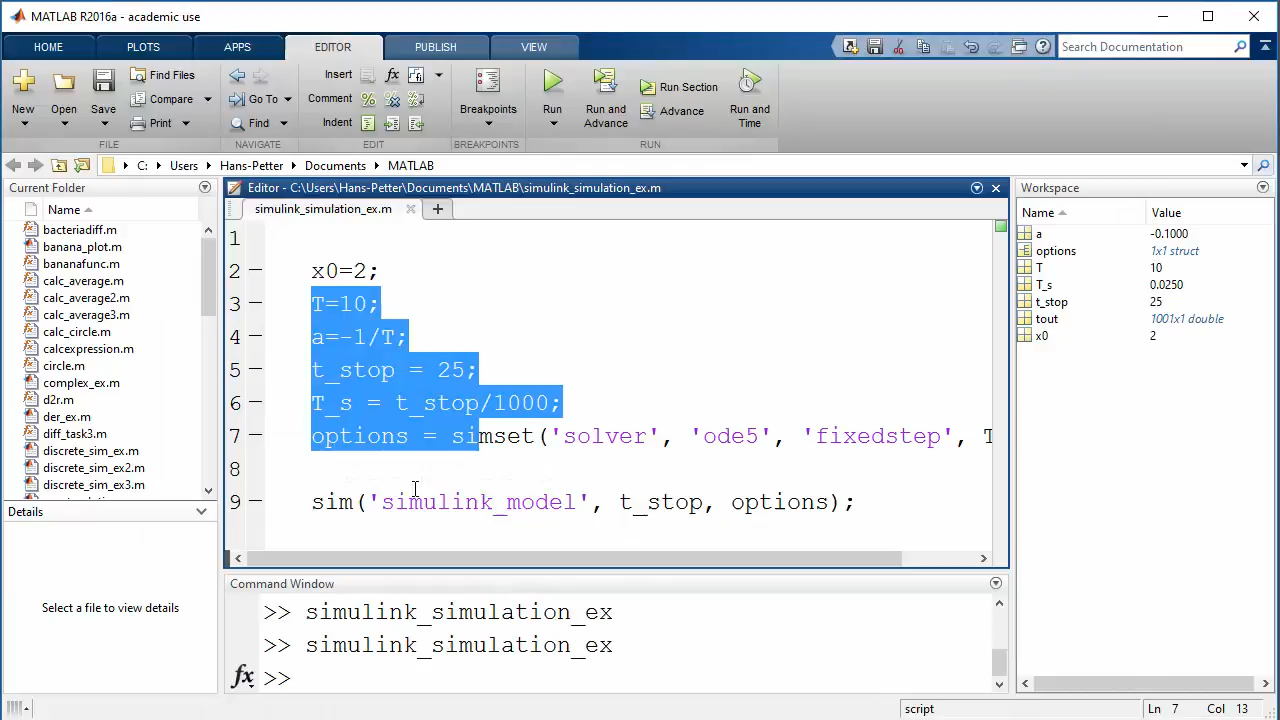 MATLAB R2016a - academic use
HOME PLOTS APPS EDITOR PUBLISH VIEW Search Documentation
New Open Save Find Files Compare Print
Go To Find
Insert fx Comment % Indent
Breakpoints
Run Run and Advance Run Section Advance Run and Time
FILE NAVIGATE EDIT BREAKPOINTS RUN
C: Users Hans-Petter Documents MATLAB
Current Folder
Name
bacteriadiff.m
banana_plot.m
bananafunc.m
calc_average.m
calc_average2.m
calc_average3.m
calc_circle.m
calcexpression.m
circle.m
complex_ex.m
d2r.m
der_ex.m
diff_task3.m
discrete_sim_ex.m
discrete_sim_ex2.m
discrete_sim_ex3.m
Details
Select a file to view details
Editor - C:\Users\Hans-Petter\Documents\MATLAB\simulink_simulation_ex.m
simulink_simulation_ex.m
1
2 x0=2;
3 T=10;
4 a=-1/T;
5 t_stop = 25;
6 T_s = t_stop/1000;
7 options = simset('solver', 'ode5', 'fixedstep', T
8
9 sim('simulink_model', t_stop, options);
Command Window
>> simulink_simulation_ex
>> simulink_simulation_ex
fx >>
Workspace
Name Value
a -0.1000
options 1x1 struct
T 10
T_s 0.0250
t_stop 25
tout 1001x1 double
x0 2
script Ln 7 Col 13